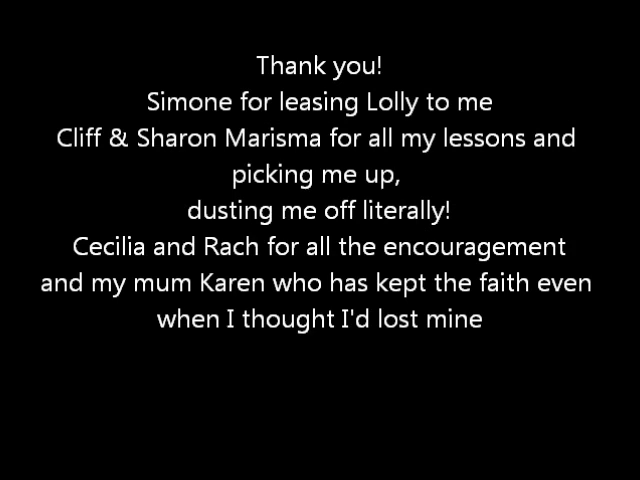 Thank you!
Simone for leasing Lolly to me
Cliff & Sharon Marisma for all my lessons and
picking me up,
dusting me off literally!
Cecilia and Rach for all the encouragement
and my mum Karen who has kept the faith even
when I thought I'd lost mine